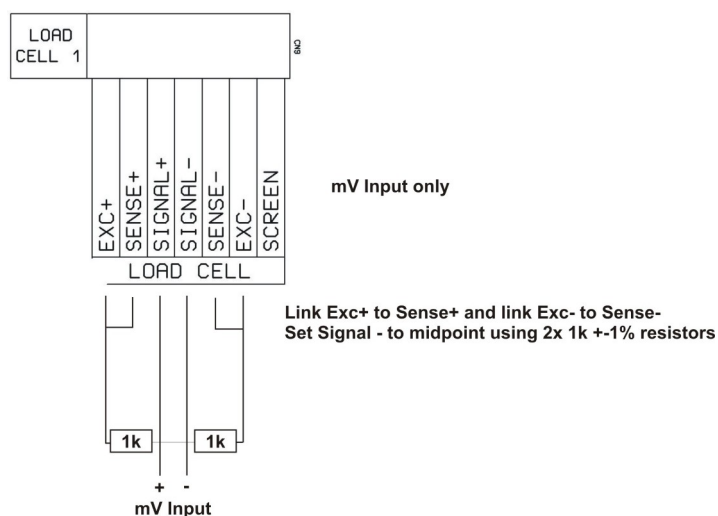 LOAD
CELL 1
CN9
EXC+
SENSE+
SIGNAL+
SIGNAL-
SENSE-
EXC-
SCREEN
LOAD CELL
mV Input only
Link Exc+ to Sense+ and link Exc- to Sense-
Set Signal - to midpoint using 2x 1k +-1% resistors
1k
1k
+ -
mV Input